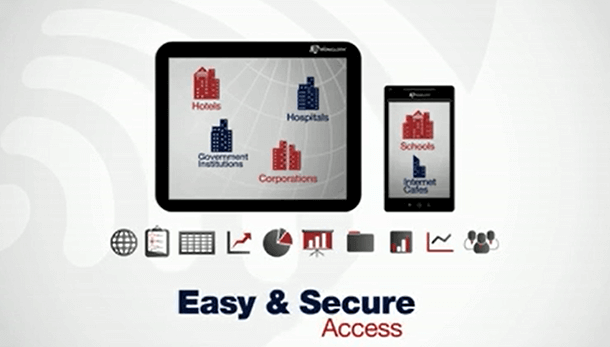 Hotels
Hospitals
Government
Institutions
Corporations
Schools
Internet
Cafes
Easy & Secure
Access